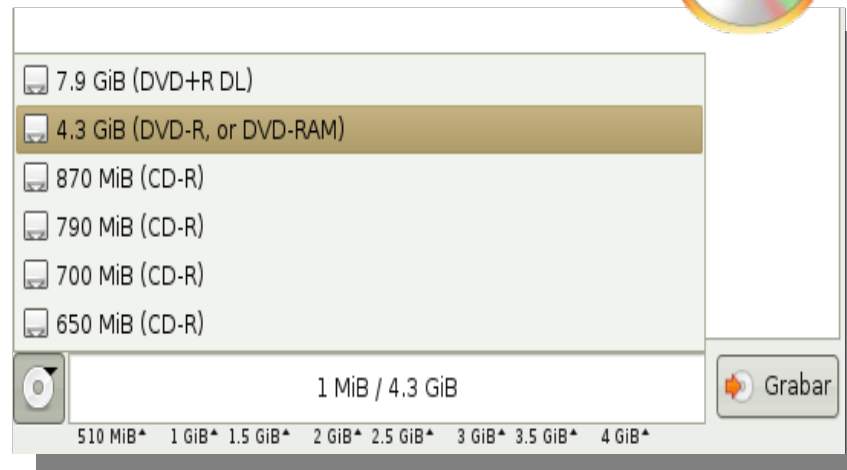 7.9 GiB (DVD+R DL)
4.3 GiB (DVD-R, or DVD-RAM)
870 MiB (CD-R)
790 MiB (CD-R)
700 MiB (CD-R)
650 MiB (CD-R)
1 MiB / 4.3 GiB
Grabar
510 MiB 1 GiB 1.5 GiB 2 GiB 2.5 GiB 3 GiB 3.5 GiB 4 GiB